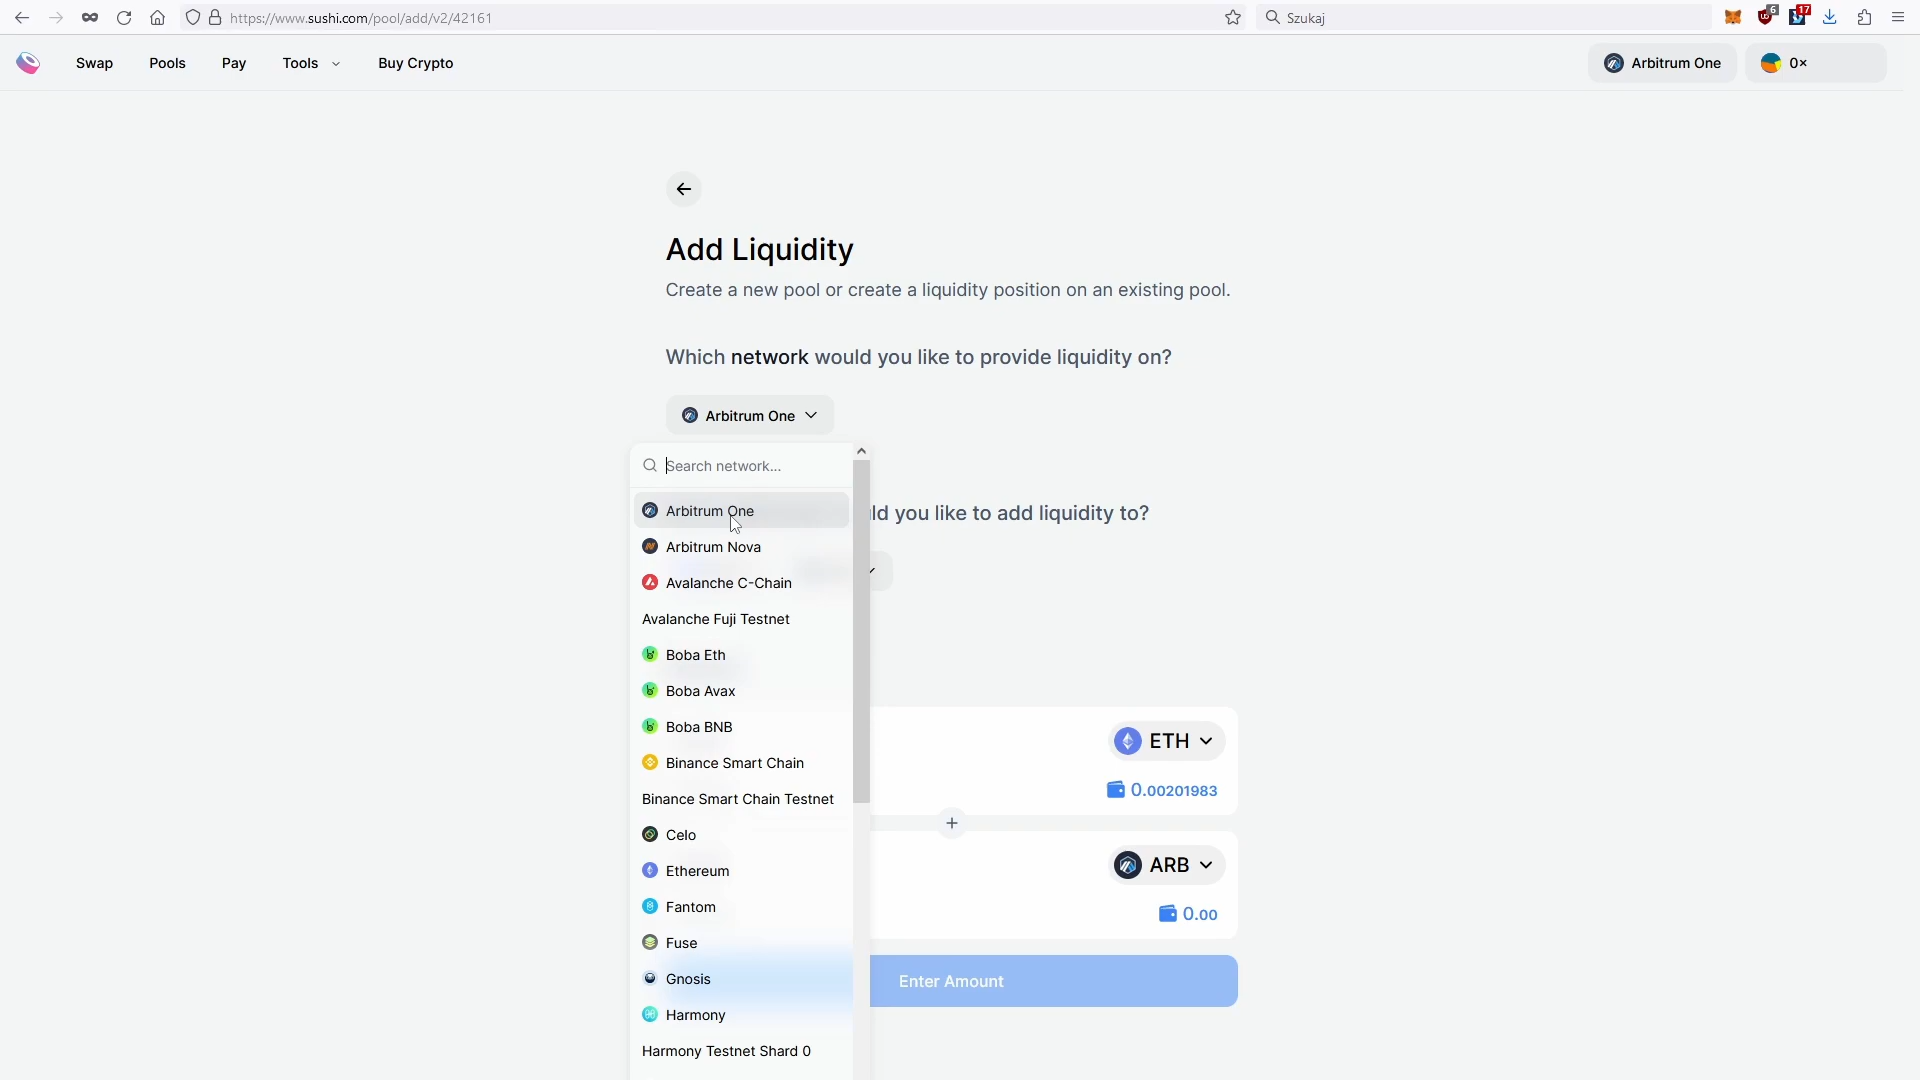 https://www.sushi.com/pool/add/v2/42161
Szukaj
6
17
Swap
Pools
Pay
Tools
Buy Crypto
Arbitrum One
0×
Add Liquidity
Create a new pool or create a liquidity position on an existing pool.
Which network would you like to provide liquidity on?
Arbitrum One
Search network...
Arbitrum One
ld you like to add liquidity to?
Arbitrum Nova
Avalanche C-Chain
Avalanche Fuji Testnet
Boba Eth
Boba Avax
Boba BNB
ETH
Binance Smart Chain
0.00201983
Binance Smart Chain Testnet
Celo
Ethereum
ARB
Fantom
0.00
Fuse
Gnosis
Enter Amount
Harmony
Harmony Testnet Shard 0